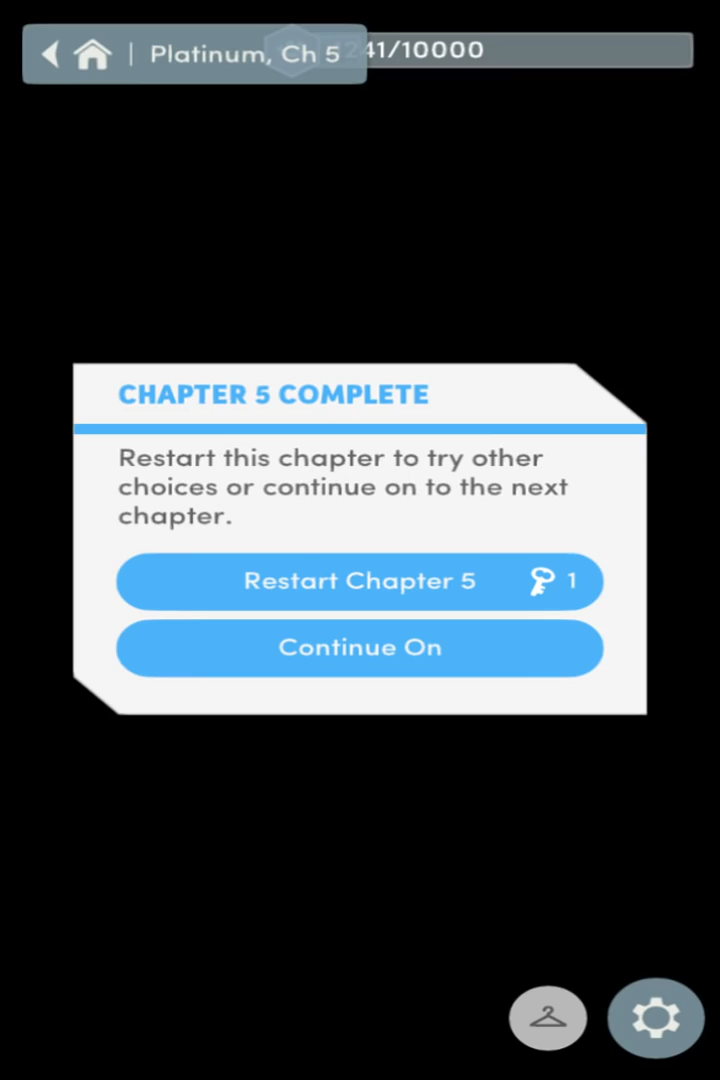 Platinum, Ch 5
241/10000
CHAPTER 5 COMPLETE
Restart this chapter to try other
choices or continue on to the next
chapter.
Restart Chapter 5 1
Continue On